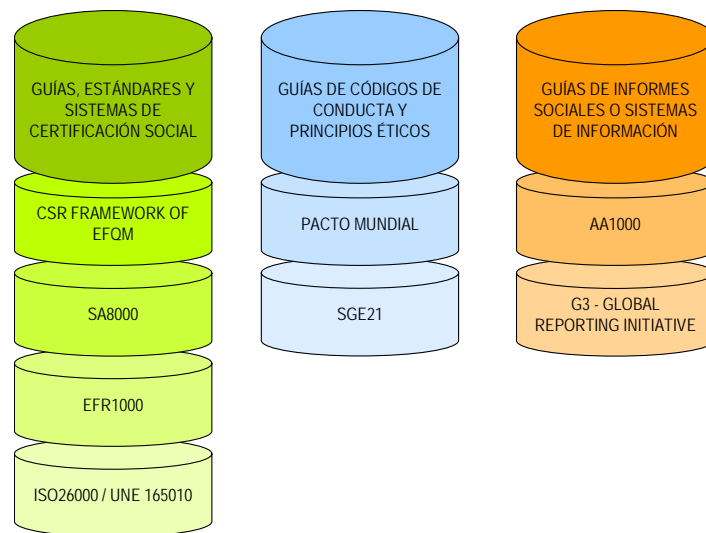 GUÍAS, ESTÁNDARES Y
SISTEMAS DE
CERTIFICACIÓN SOCIAL
CSR FRAMEWORK OF
EFQM
SA8000
EFR1000
ISO26000 / UNE 165010
GUÍAS DE CÓDIGOS DE
CONDUCTA Y
PRINCIPIOS ÉTICOS
PACTO MUNDIAL
SGE21
GUÍAS DE INFORMES
SOCIALES O SISTEMAS
DE INFORMACIÓN
AA1000
G3 - GLOBAL
REPORTING INITIATIVE